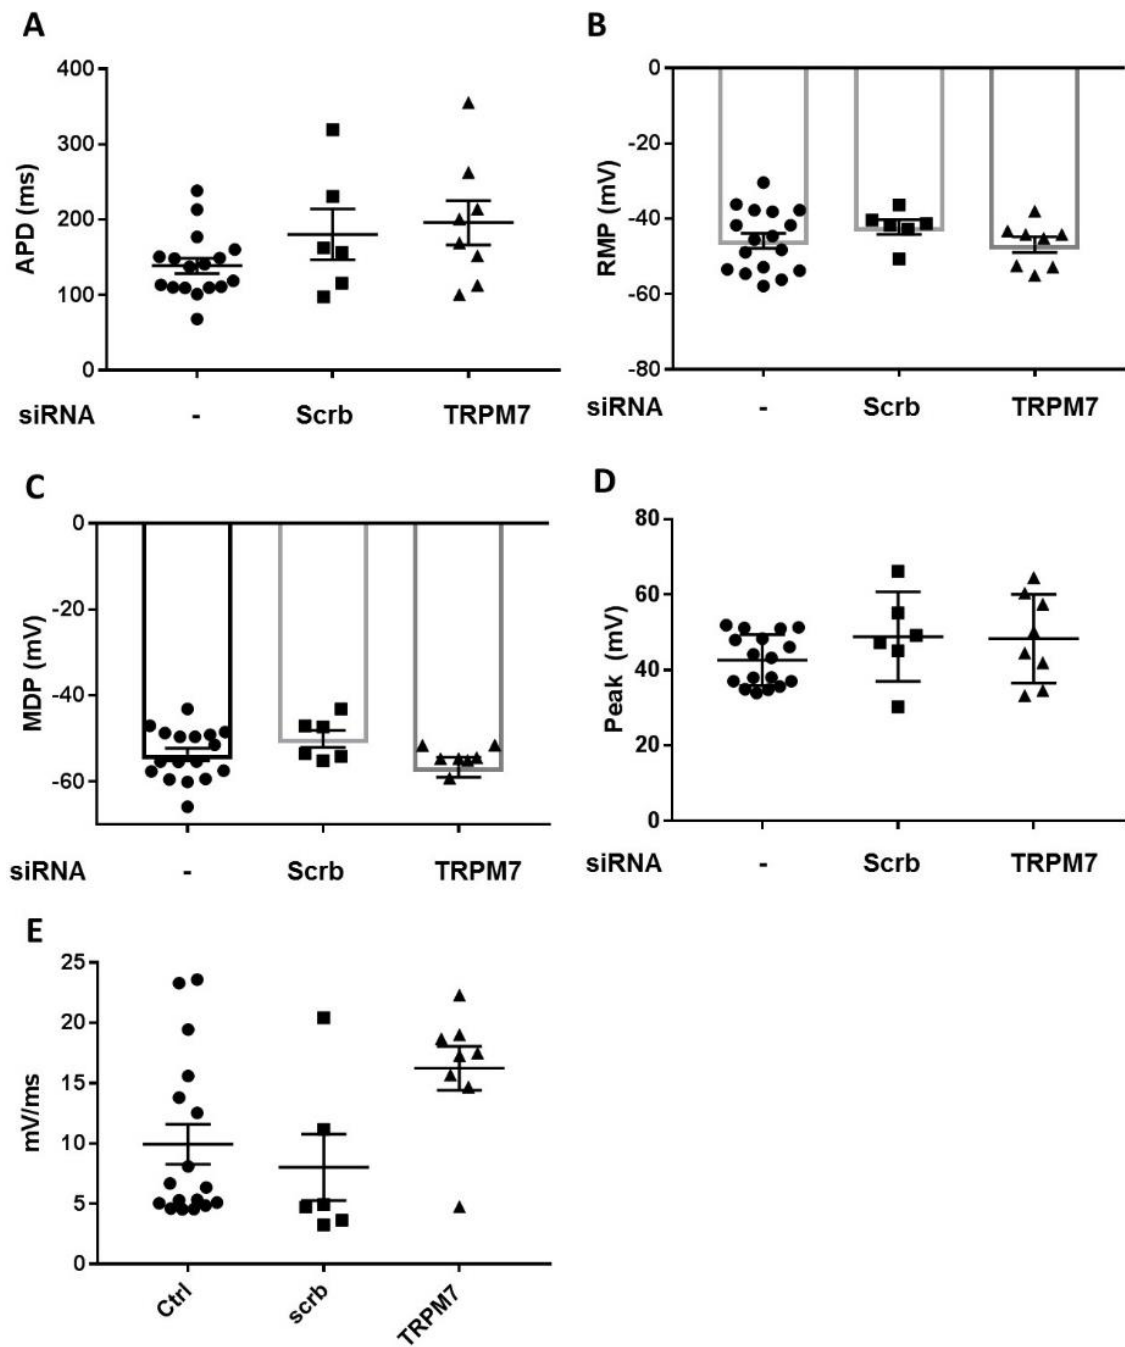 A
400
300
200
100
0
APD (ms)
siRNA - Scrb TRPM7
B
0
-20
-40
-60
-80
RMP (mV)
siRNA - Scrb TRPM7
C
0
-20
-40
-60
MDP (mV)
siRNA - Scrb TRPM7
D
80
60
40
20
0
Peak (mV)
siRNA - Scrb TRPM7
E
25
20
15
10
5
0
mV/ms
Ctrl scrb TRPM7